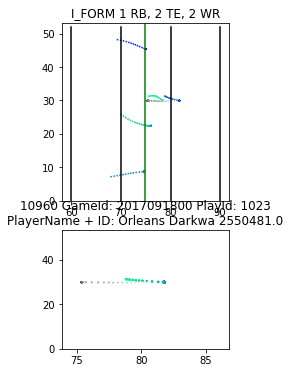 I_FORM 1 RB, 2 TE, 2 WR
50
40
30
20
10
0
60 70 80 90
10960 GameId: 2017091800 PlayId: 1023
PlayerName + ID: Orleans Darkwa 2550481.0
40
20
0
75 80 85